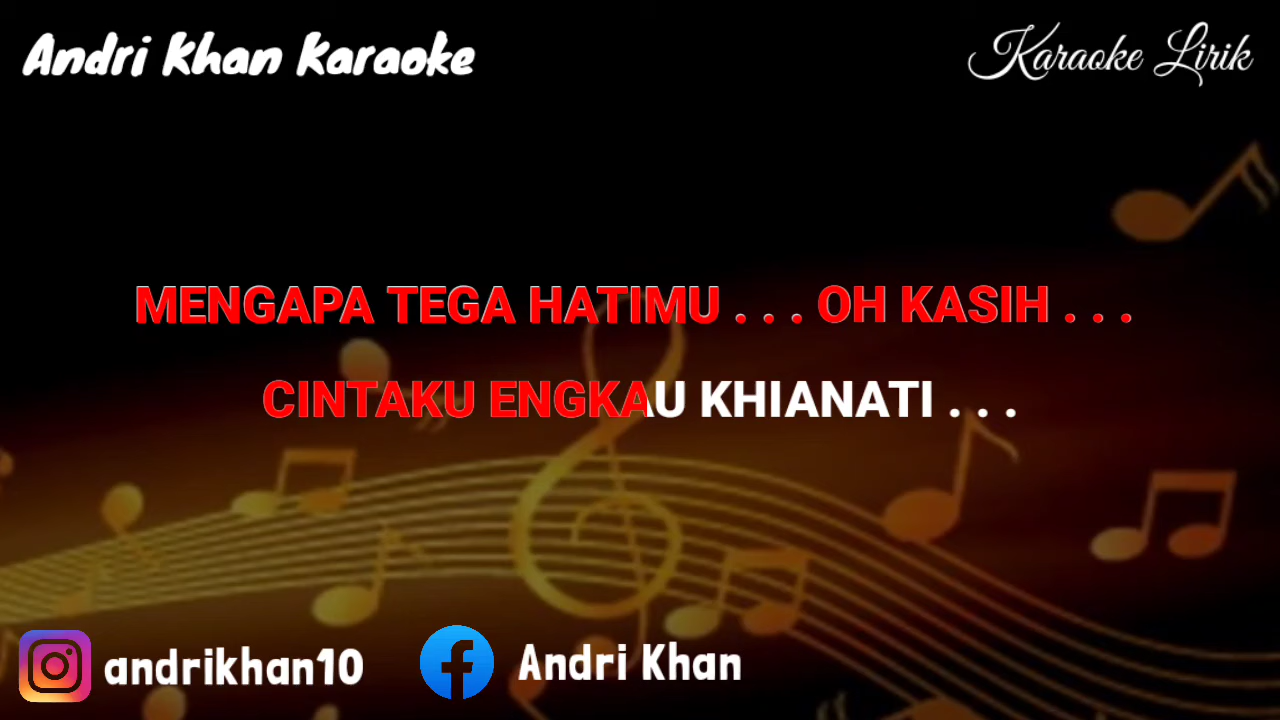 Andri Khan Karaoke
Karaoke Lirik
MENGAPA TEGA HATIMU . . . OH KASIH . . .
CINTAKU ENGKAU KHIANATI . . .
andrikhan10
Andri Khan